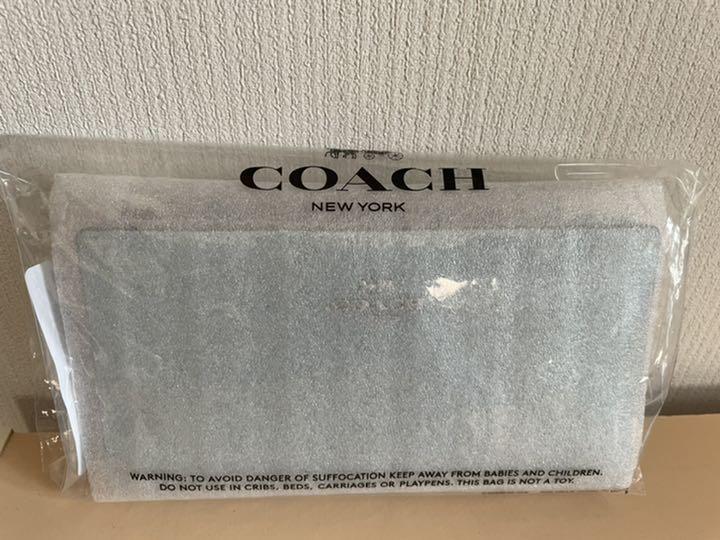 COACH
NEW YORK
WARNING: TO AVOID DANGER OF SUFFOCATION KEEP AWAY FROM BABIES AND CHILDREN.
DO NOT USE IN CRIBS, BEDS, CARRIAGES OR PLAYPENS. THIS BAG IS NOT A TOY.